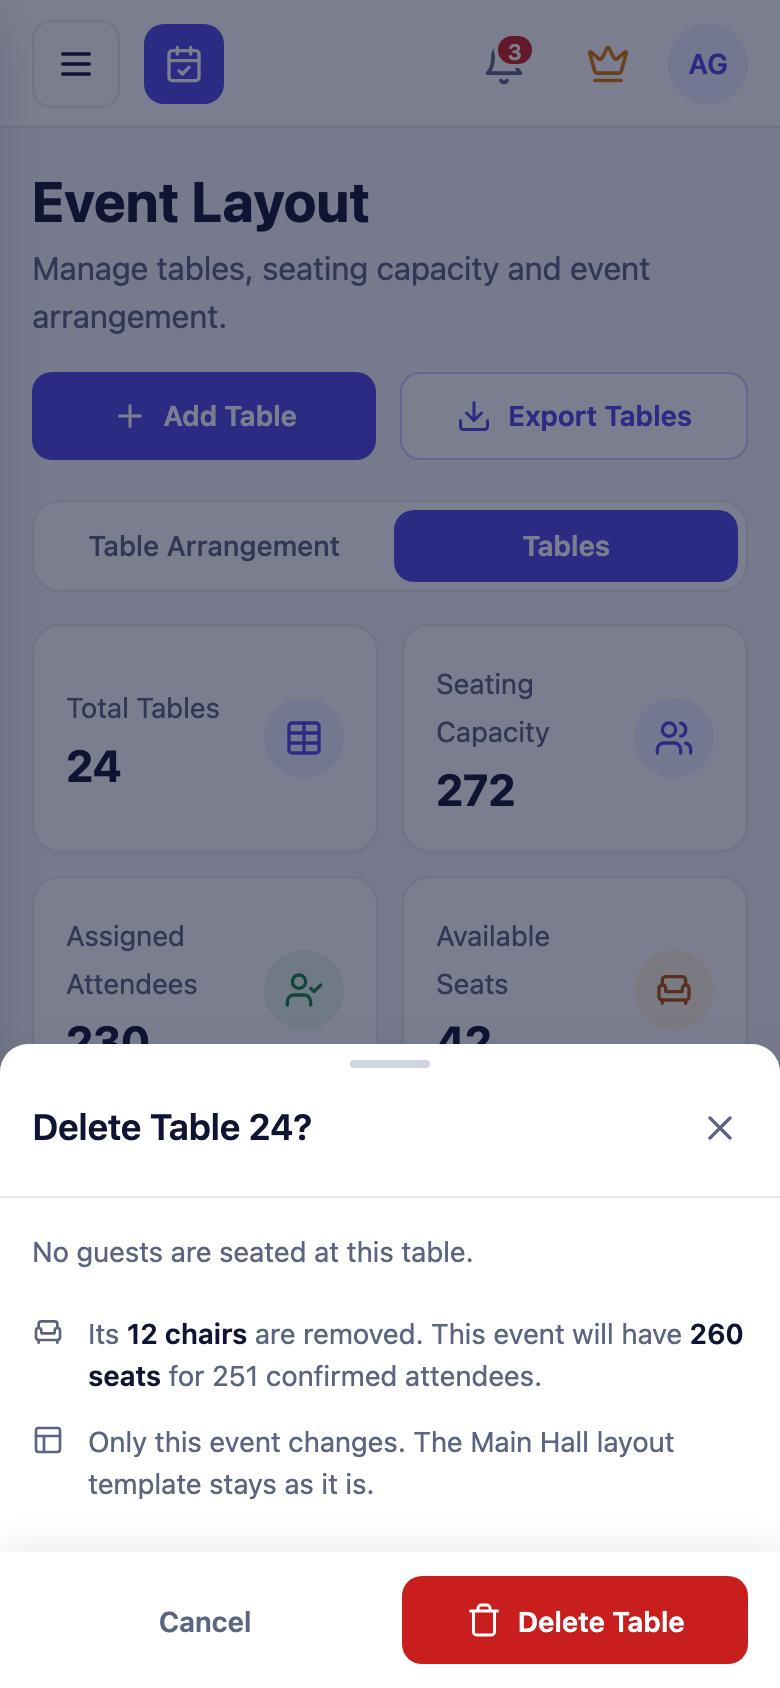 3
AG
Event Layout
Manage tables, seating capacity and event
arrangement.
Add Table
Export Tables
Table Arrangement
Tables
Total Tables
24
Seating
Capacity
272
Assigned
Attendees
230
Available
Seats
42
Delete Table 24?
No guests are seated at this table.
Its 12 chairs are removed. This event will have 260
seats for 251 confirmed attendees.
Only this event changes. The Main Hall layout
template stays as it is.
Cancel
Delete Table